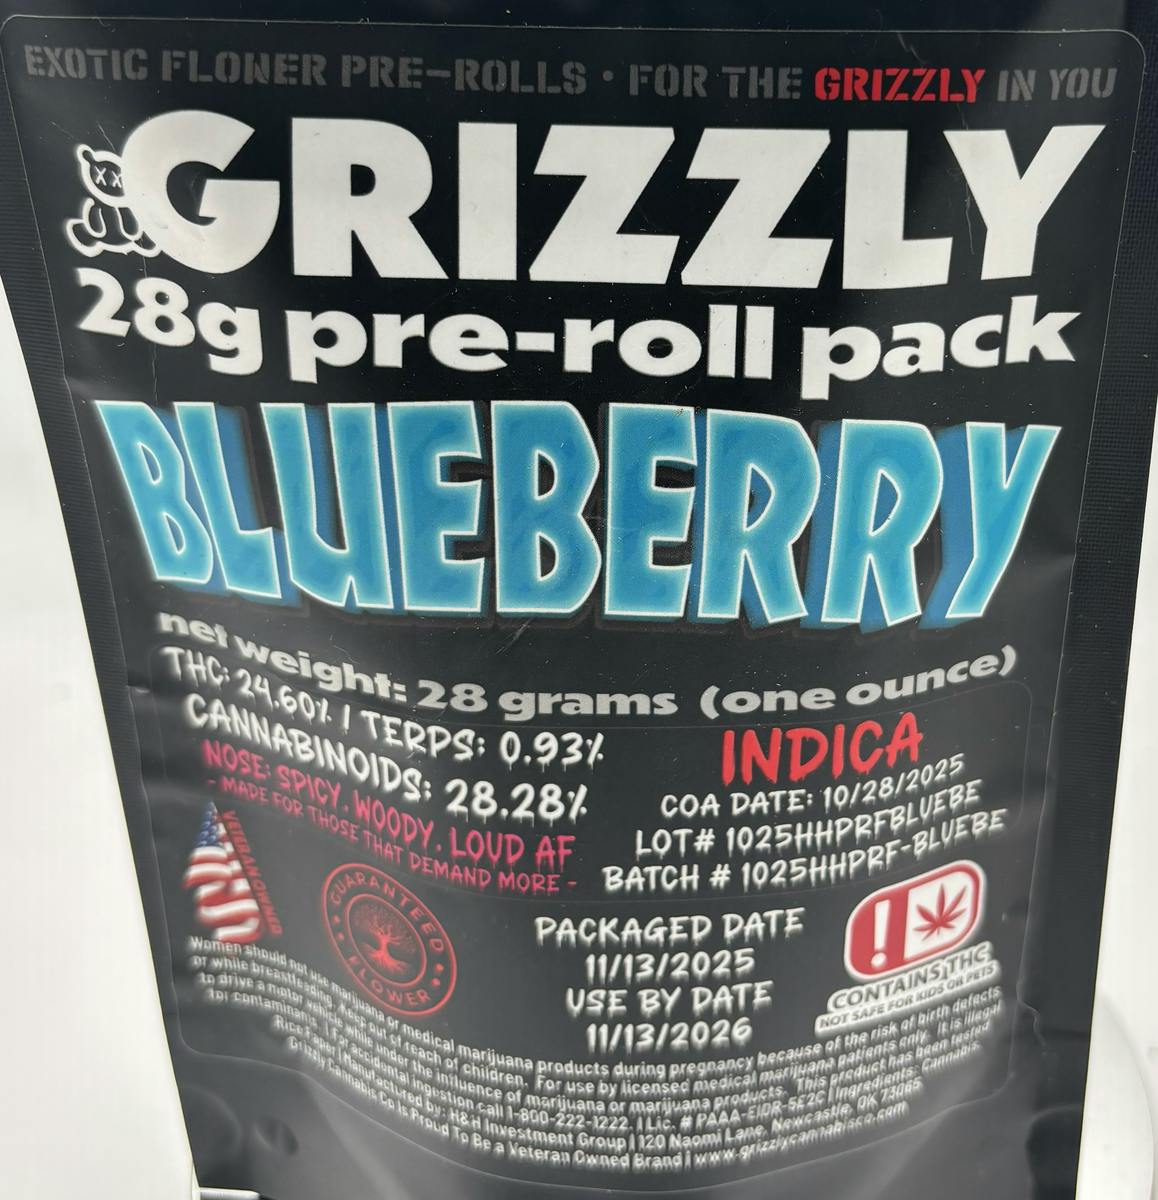 EXOTIC FLOWER PRE-ROLLS • FOR THE GRIZZLY IN YOU
GRIZZLY
28g pre-roll pack
BLUEBERRY
net weight: 28 grams (one ounce)
THC: 24.60% | TERPS: 0.93%
CANNABINOIDS: 28.28%
NOSE: SPICY. WOODY. LOUD AF
- MADE FOR THOSE THAT DEMAND MORE -
INDICA
COA DATE: 10/28/2025
LOT# 1025HHPRFBLUEBE
BATCH # 1025HHPRF-BLUEBE
VETERAN OWNED
GUARANTEED
FLOWER
PACKAGED DATE
11/13/2025
USE BY DATE
11/13/2026
!
CONTAINS THC
NOT SAFE FOR KIDS OR PETS
Women should not use marijuana or medical marijuana products during pregnancy because of the risk of birth defects
or while breastfeeding. Keep out of reach of children. For use by licensed medical marijuana patients only. It is illegal
to drive a motor vehicle while under the influence of marijuana or marijuana products. This product has been tested
for contaminants. | For accidental ingestion call 1-800-222-1222. | Lic. # PAAA-EIDR-5E2C | Ingredients: Cannabis.
Rice Paper | Manufactured by: H&H Investment Group | 120 Naomi Lane, Newcastle, OK 73065
Grizzly Cannabis Co is Proud To Be a Veteran Owned Brand | www.grizzlycannabisco.com